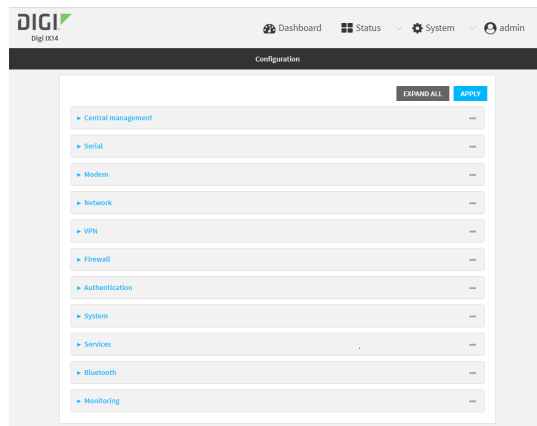 DIGI
Digi IX14
Dashboard
Status
System
admin
Configuration
EXPAND ALL
APPLY
Central management
Serial
Modem
Network
VPN
Firewall
Authentication
System
Services
Bluetooth
Monitoring